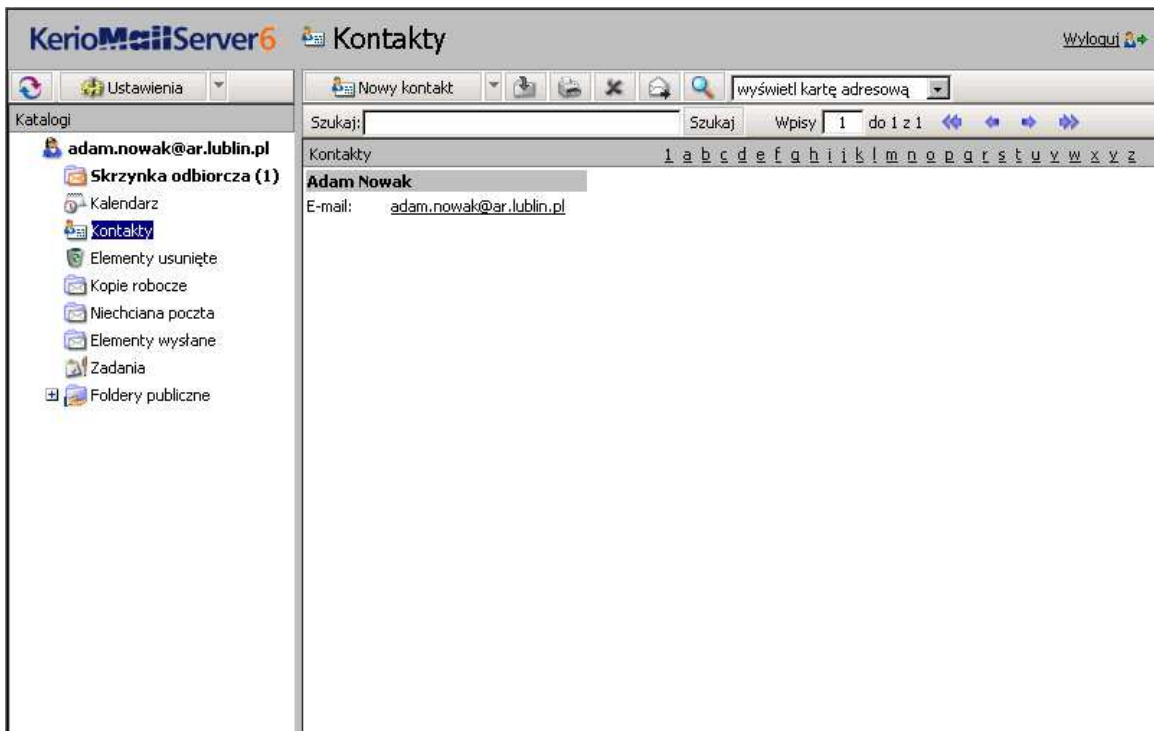 KerioMailServer6
Kontakty
Wyloguj
Ustawienia
Nowy kontakt
wyświetl kartę adresową
Katalogi
Szukaj:
Szukaj
Wpisy 1 do 1 z 1
adam.nowak@ar.lublin.pl
Skrzynka odbiorcza (1)
Kalendarz
Kontakty
Elementy usunięte
Kopie robocze
Niechciana poczta
Elementy wysłane
Zadania
Foldery publiczne
Kontakty
1 a b c d e f g h i j k l m n o p q r s t u v w x y z
Adam Nowak
E-mail: adam.nowak@ar.lublin.pl